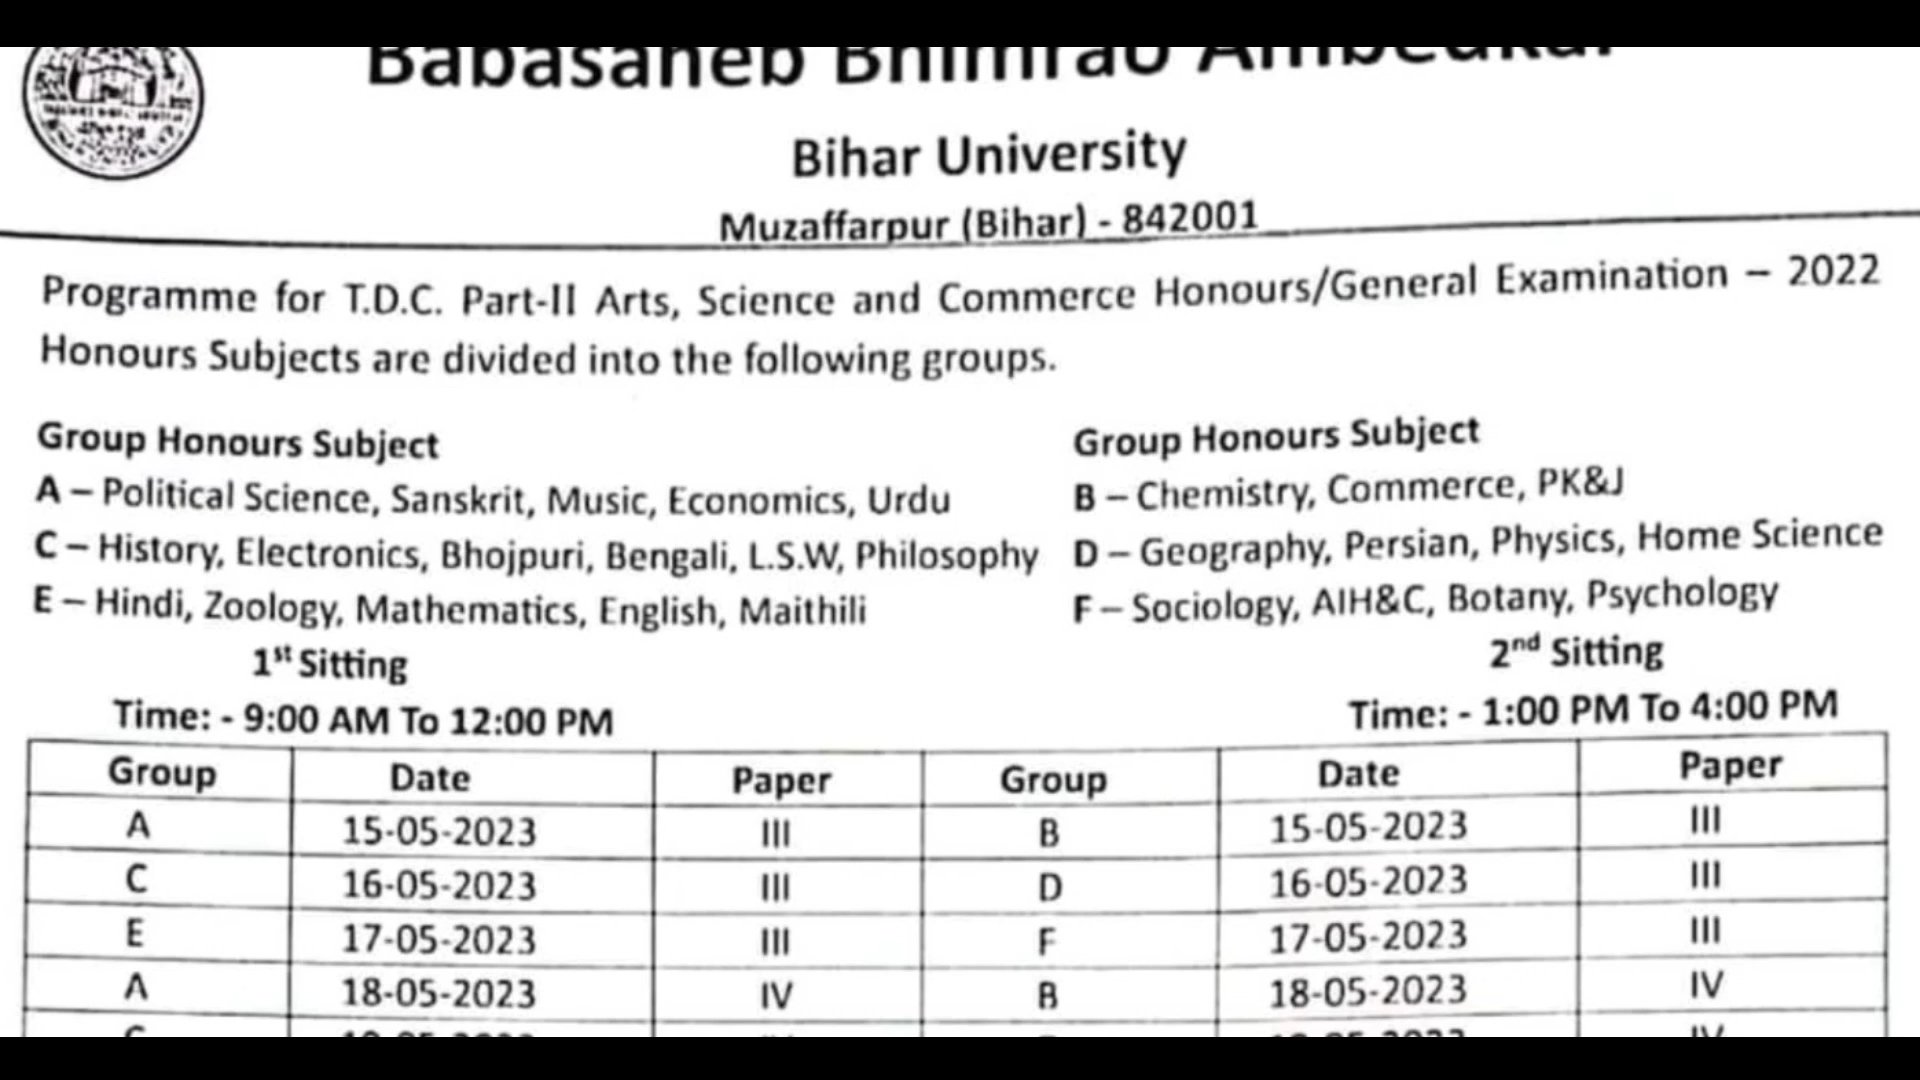 Babasaheb Bhimrao Ambedkar
Bihar University
Muzaffarpur (Bihar) - 842001
Programme for T.D.C. Part-II Arts, Science and Commerce Honours/General Examination – 2022
Honours Subjects are divided into the following groups.
Group Honours Subject
A – Political Science, Sanskrit, Music, Economics, Urdu
C – History, Electronics, Bhojpuri, Bengali, L.S.W, Philosophy
E – Hindi, Zoology, Mathematics, English, Maithili
Group Honours Subject
B – Chemistry, Commerce, PK&J
D – Geography, Persian, Physics, Home Science
F – Sociology, AIH&C, Botany, Psychology
1st Sitting
Time: - 9:00 AM To 12:00 PM
2nd Sitting
Time: - 1:00 PM To 4:00 PM
Group Date Paper Group Date Paper
A 15-05-2023 III B 15-05-2023 III
C 16-05-2023 III D 16-05-2023 III
E 17-05-2023 III F 17-05-2023 III
A 18-05-2023 IV B 18-05-2023 IV